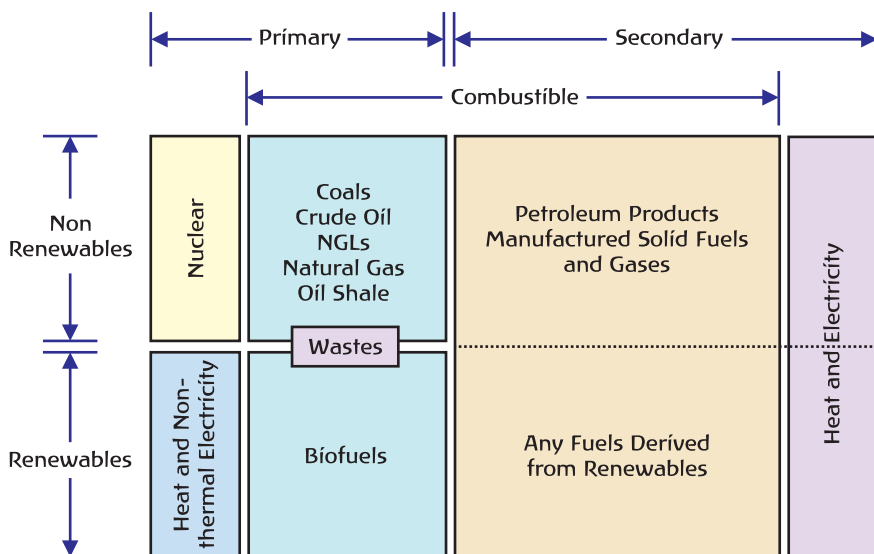 Primary
Secondary
Combustible
Non
Renewables
Nuclear
Coals
Crude Oil
NGLs
Natural Gas
Oil Shale
Petroleum Products
Manufactured Solid Fuels
and Gases
Heat and Electricity
Wastes
Renewables
Heat and Non-
thermal Electricity
Biofuels
Any Fuels Derived
from Renewables